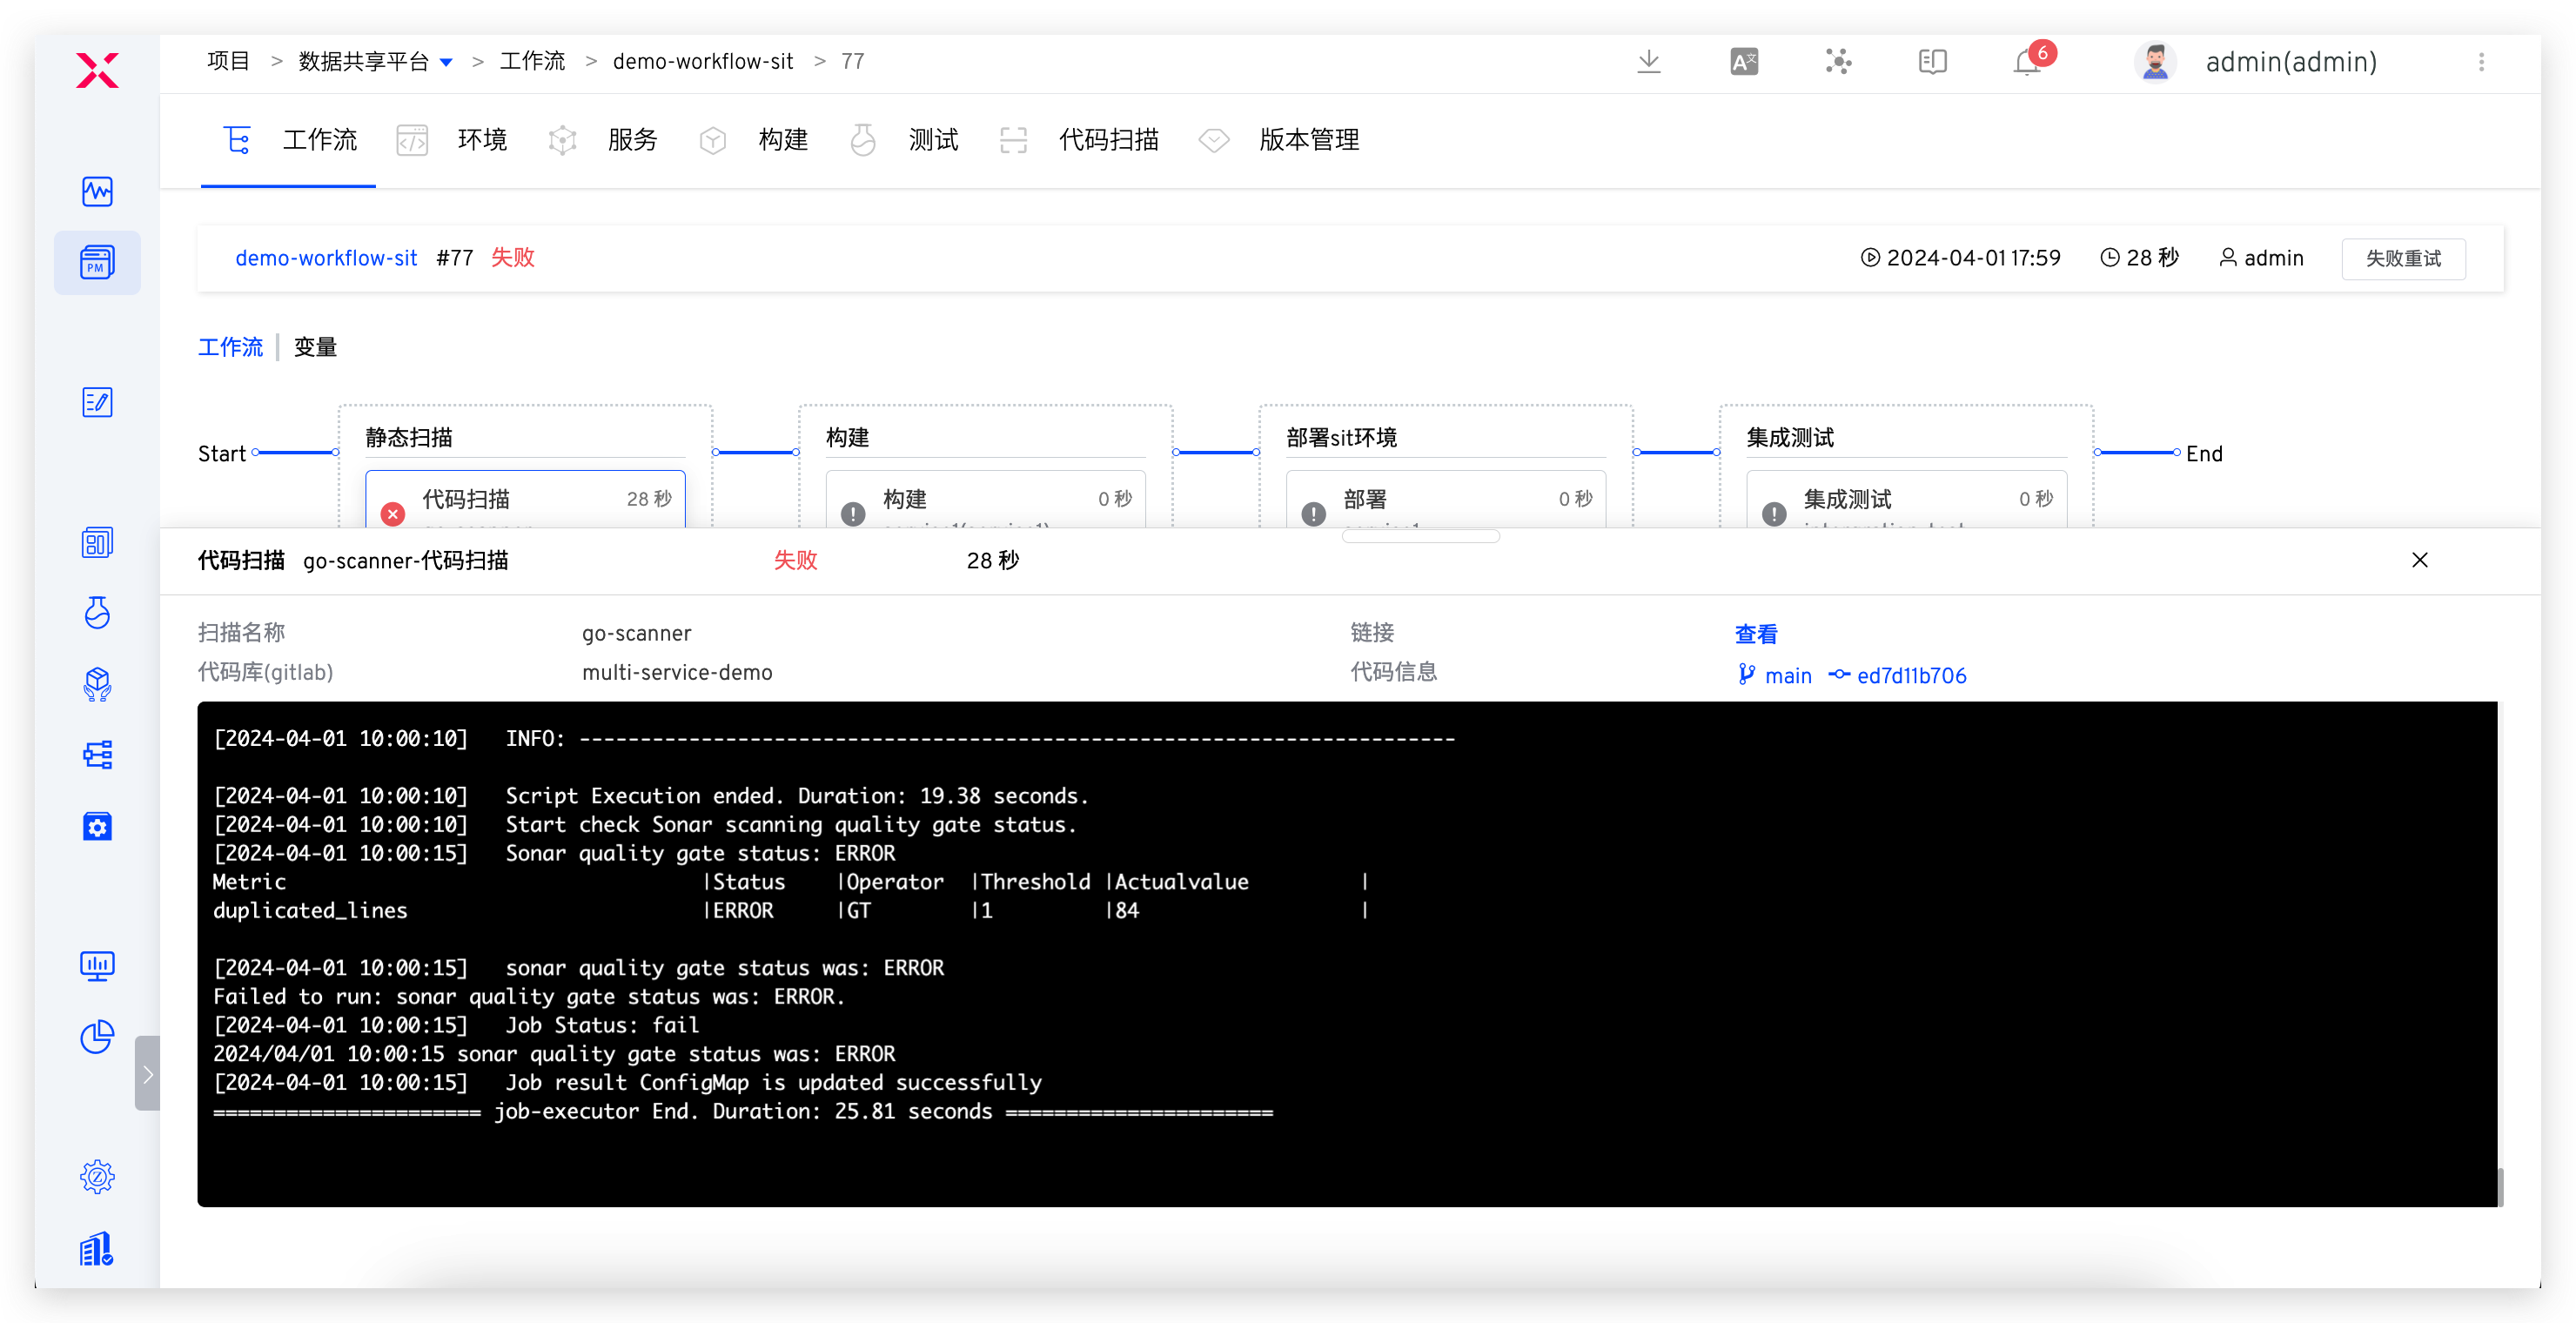 项目 > 数据共享平台 > 工作流 > demo-workflow-sit > 77
6
admin(admin)
工作流 环境 服务 构建 测试 代码扫描 版本管理
PM
demo-workflow-sit #77 失败 2024-04-01 17:59 28 秒 admin 失败重试
工作流 变量
静态扫描 构建 部署sit环境 集成测试
Start End
代码扫描 28 秒 构建 0 秒 部署 0 秒 集成测试 0 秒
代码扫描 go-scanner-代码扫描 失败 28 秒
扫描名称 go-scanner 链接 查看
代码库(gitlab) multi-service-demo 代码信息 main ed7d11b706
[2024-04-01 10:00:10] INFO: ------------------------------------------------------------------------
[2024-04-01 10:00:10] Script Execution ended. Duration: 19.38 seconds.
[2024-04-01 10:00:10] Start check Sonar scanning quality gate status.
[2024-04-01 10:00:15] Sonar quality gate status: ERROR
Metric |Status |Operator |Threshold |Actualvalue |
duplicated_lines |ERROR |GT |1 |84 |
[2024-04-01 10:00:15] sonar quality gate status was: ERROR
Failed to run: sonar quality gate status was: ERROR.
[2024-04-01 10:00:15] Job Status: fail
2024/04/01 10:00:15 sonar quality gate status was: ERROR
[2024-04-01 10:00:15] Job result ConfigMap is updated successfully
====================== job-executor End. Duration: 25.81 seconds ======================